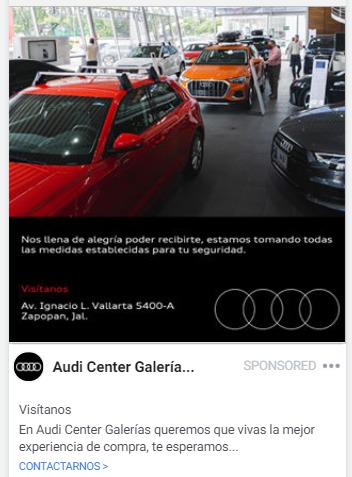 Nos llena de alegría poder recibirte, estamos tomando todas
las medidas establecidas para tu seguridad.
Visítanos
Av. Ignacio L. Vallarta 5400-A
Zapopan, Jal.
Audi Center Galería...
SPONSORED
Visítanos
En Audi Center Galerías queremos que vivas la mejor
experiencia de compra, te esperamos...
CONTACTARNOS >